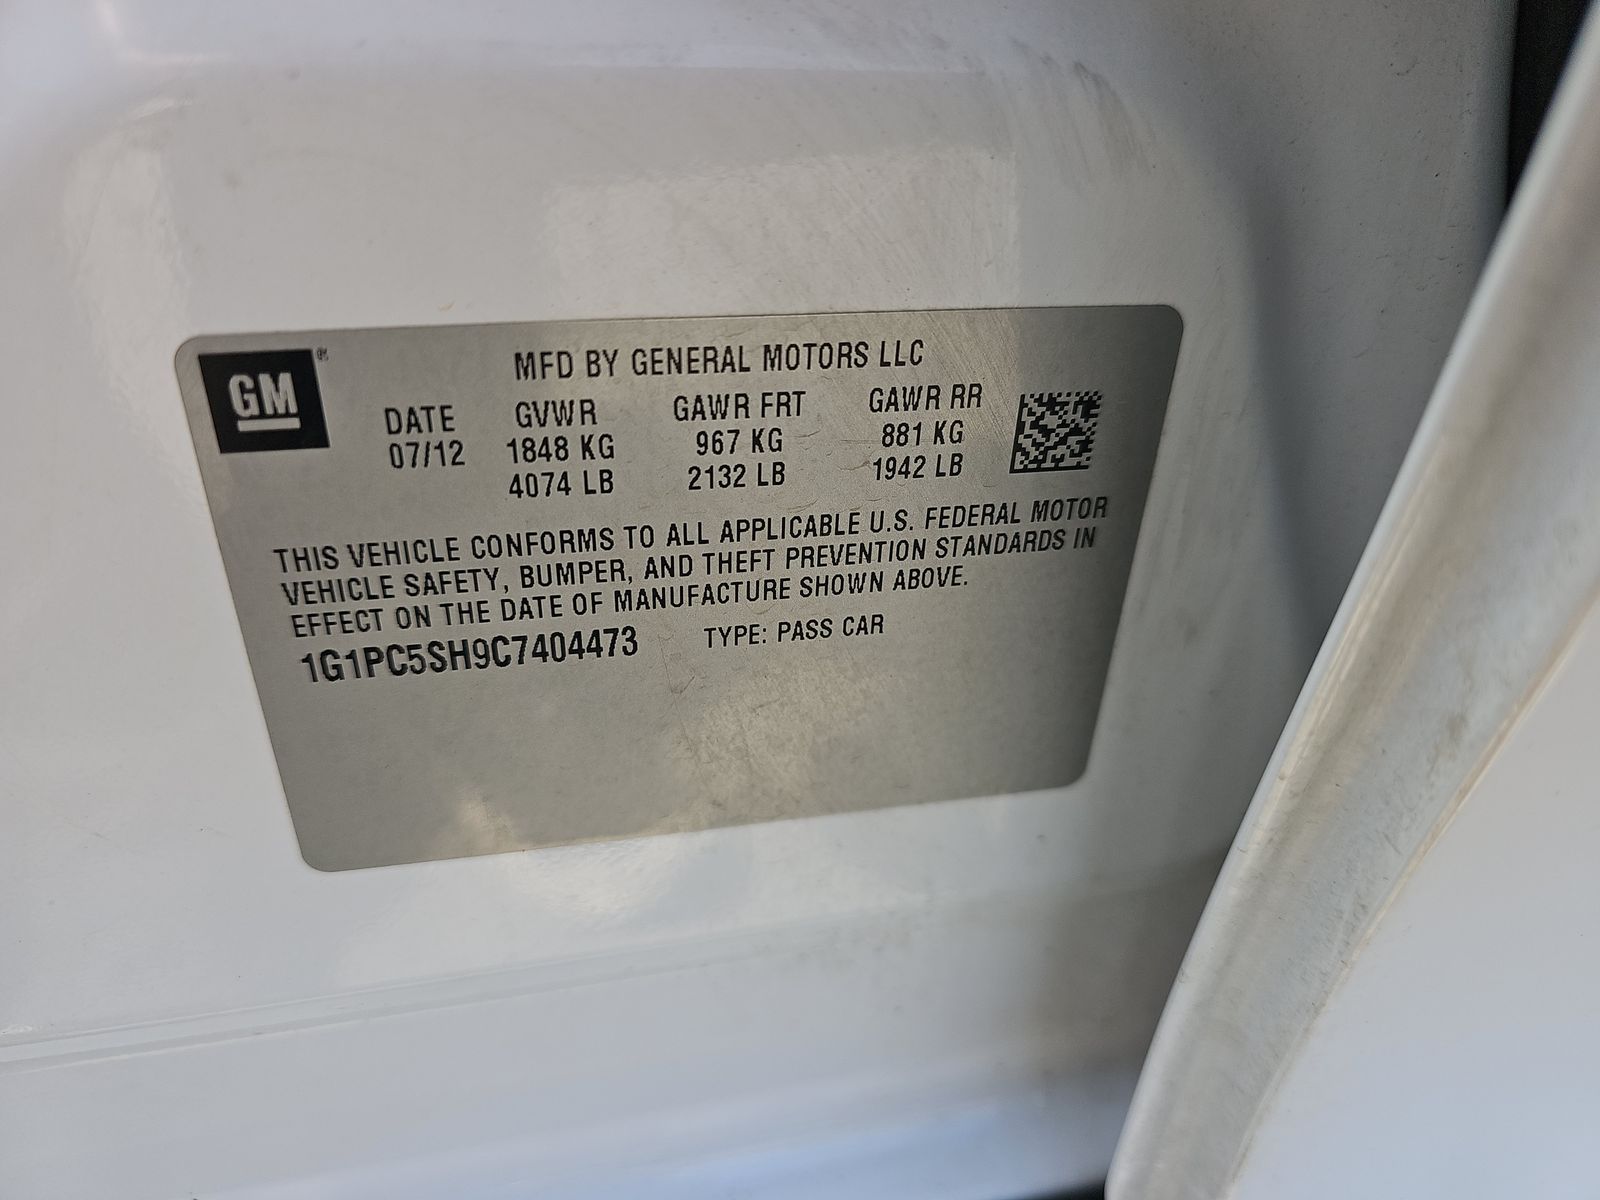 GM ®
MFD BY GENERAL MOTORS LLC
DATE GVWR GAWR FRT GAWR RR
07/12 1848 KG 967 KG 881 KG
4074 LB 2132 LB 1942 LB
THIS VEHICLE CONFORMS TO ALL APPLICABLE U.S. FEDERAL MOTOR
VEHICLE SAFETY, BUMPER, AND THEFT PREVENTION STANDARDS IN
EFFECT ON THE DATE OF MANUFACTURE SHOWN ABOVE.
1G1PC5SH9C7404473 TYPE: PASS CAR